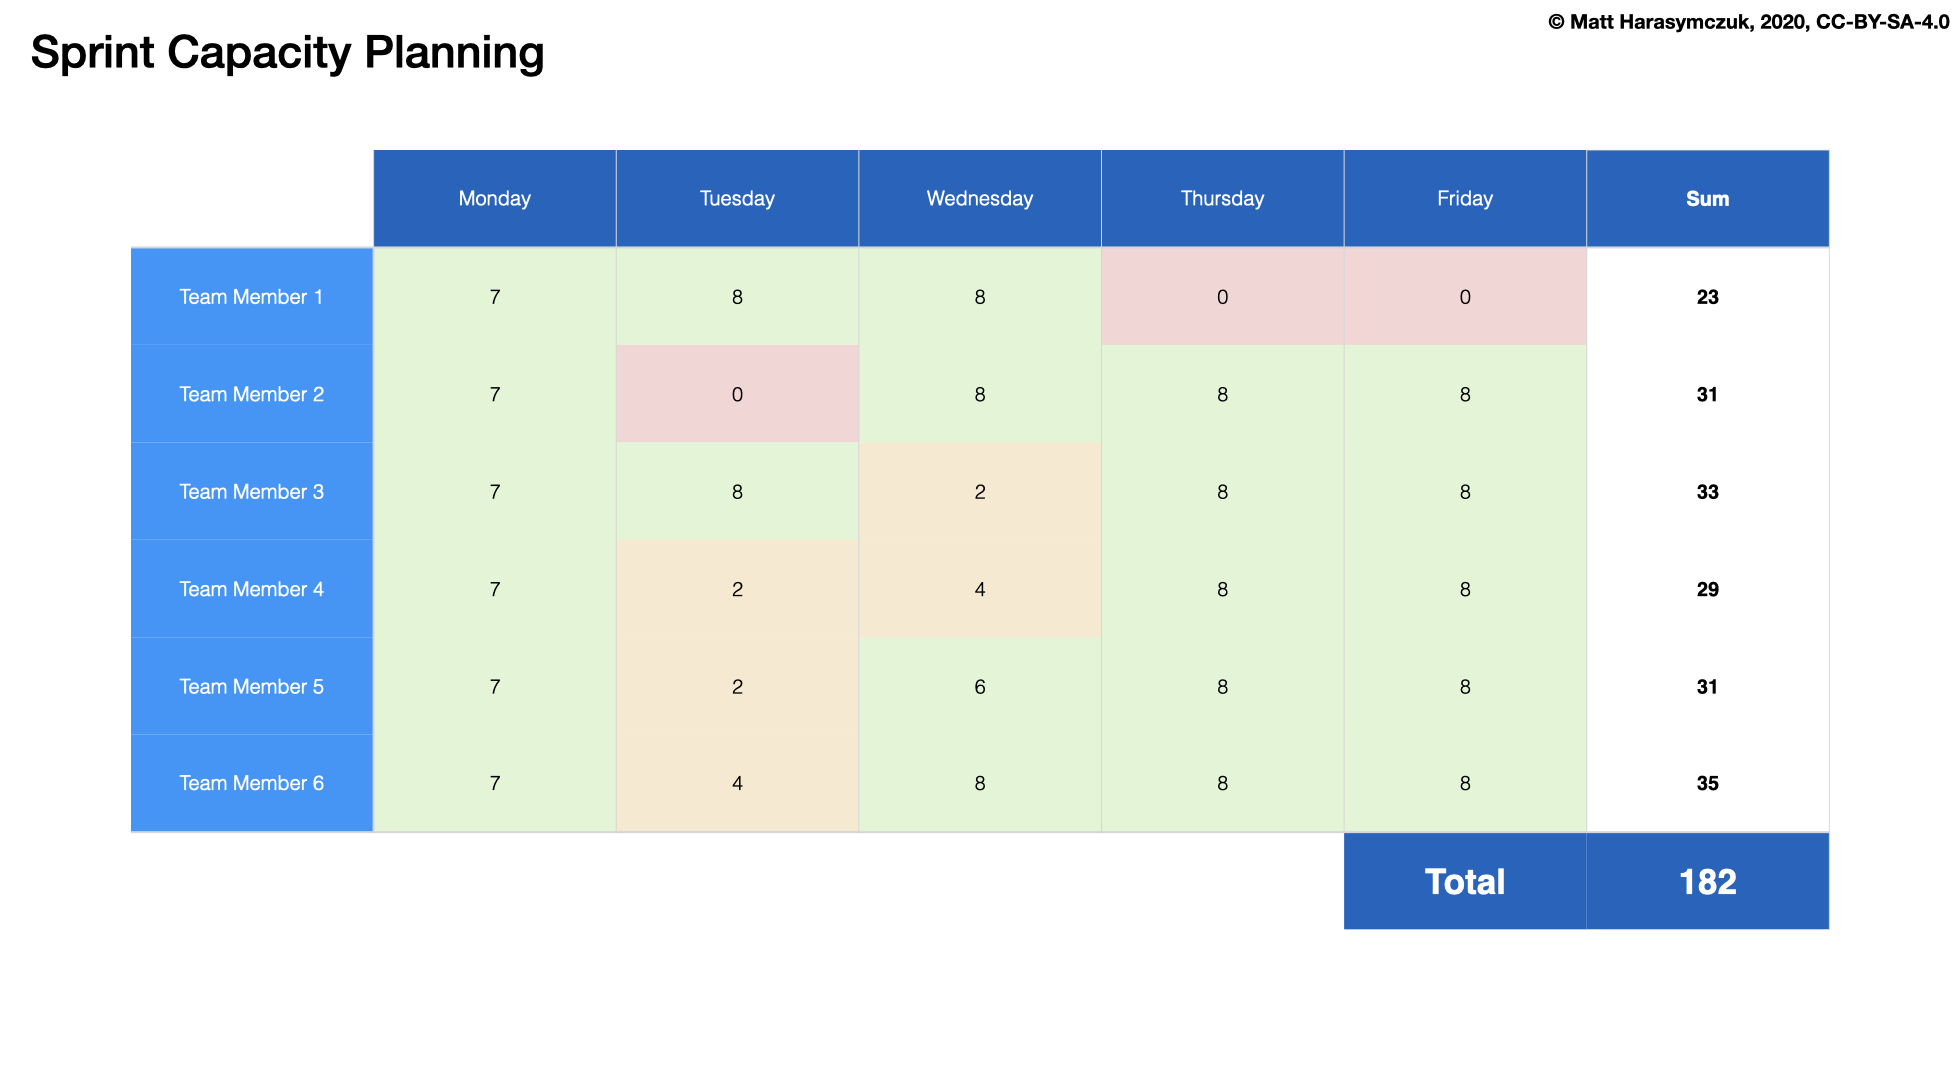 © Matt Harasymczuk, 2020, CC-BY-SA-4.0
Sprint Capacity Planning
Monday Tuesday Wednesday Thursday Friday Sum
Team Member 1 7 8 8 0 0 23
Team Member 2 7 0 8 8 8 31
Team Member 3 7 8 2 8 8 33
Team Member 4 7 2 4 8 8 29
Team Member 5 7 2 6 8 8 31
Team Member 6 7 4 8 8 8 35
Total 182